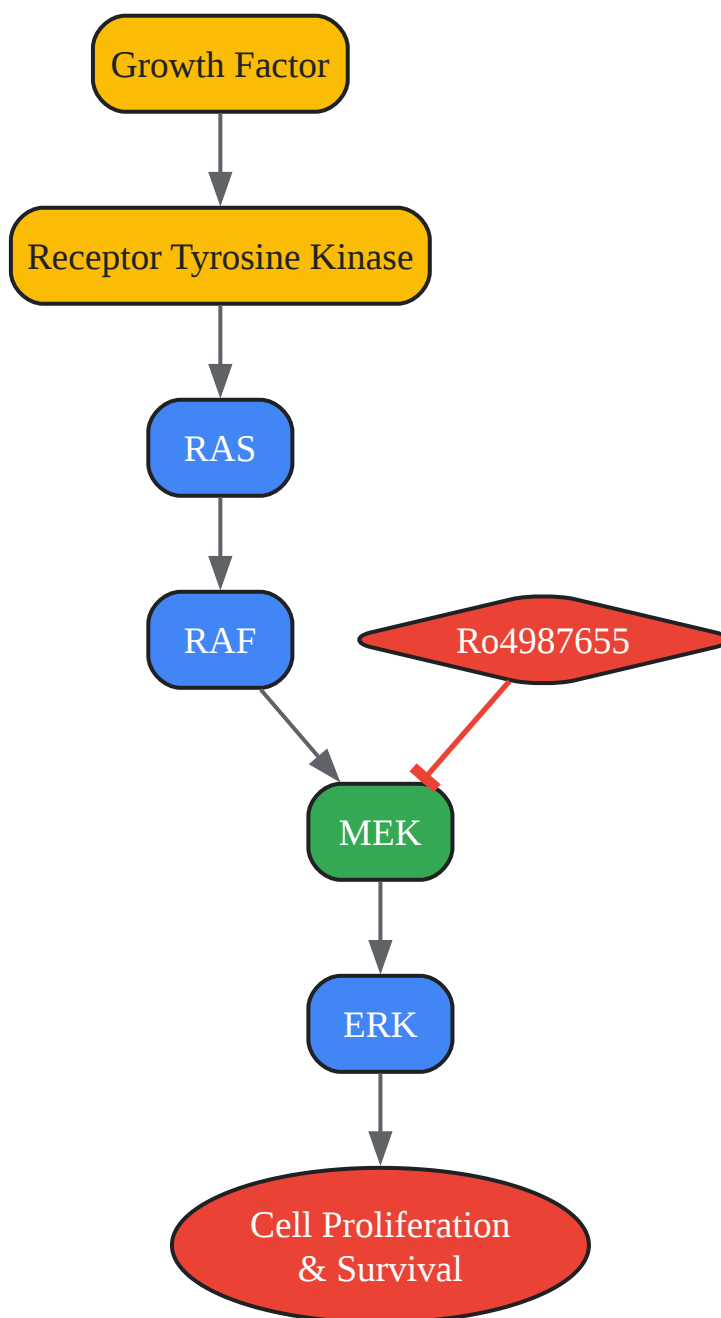 Growth Factor
Receptor Tyrosine Kinase
RAS
RAF
Ro4987655
MEK
ERK
Cell Proliferation
& Survival